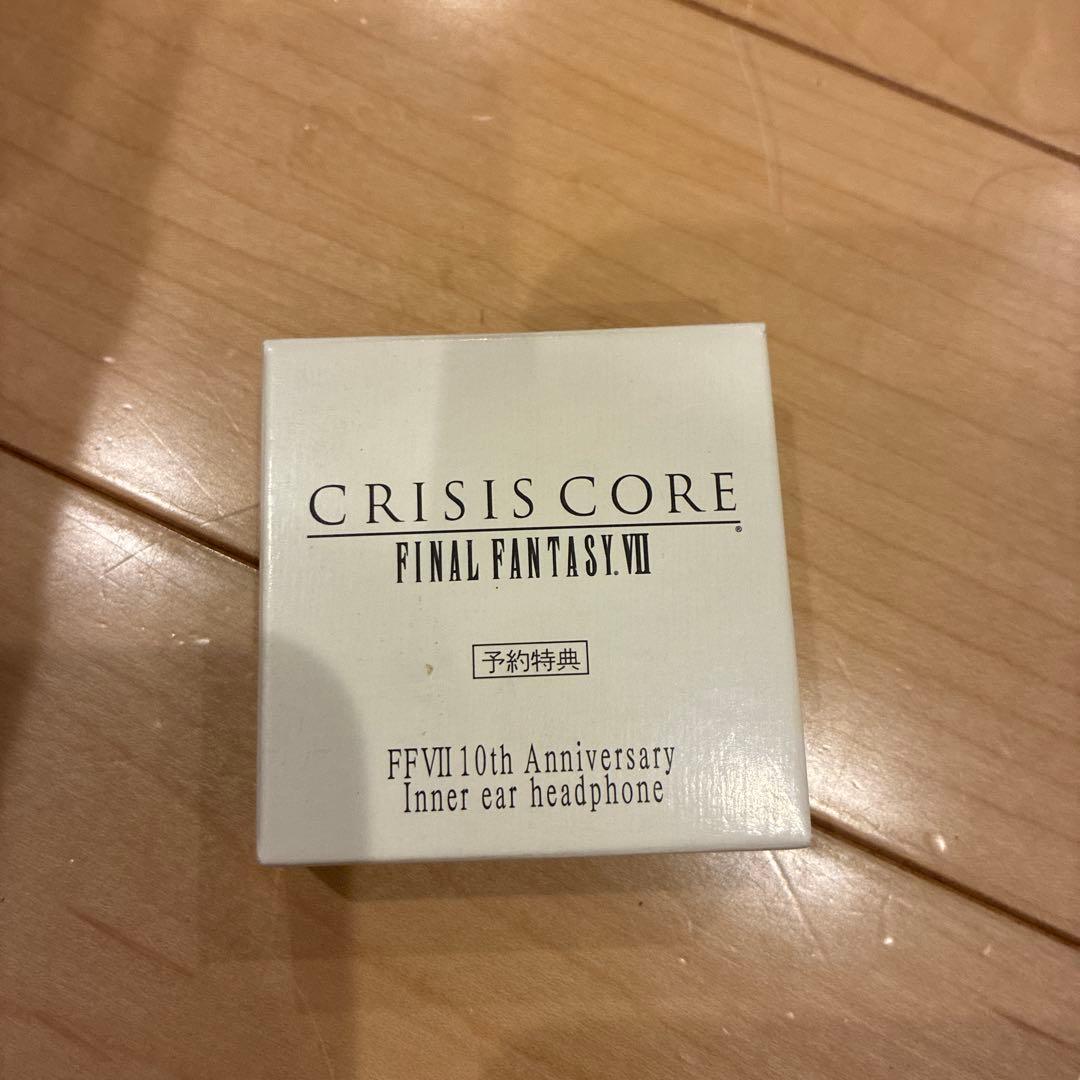 CRISIS CORE
FINAL FANTASY. VII
®
予約特典
FFVII 10th Anniversary
Inner ear headphone